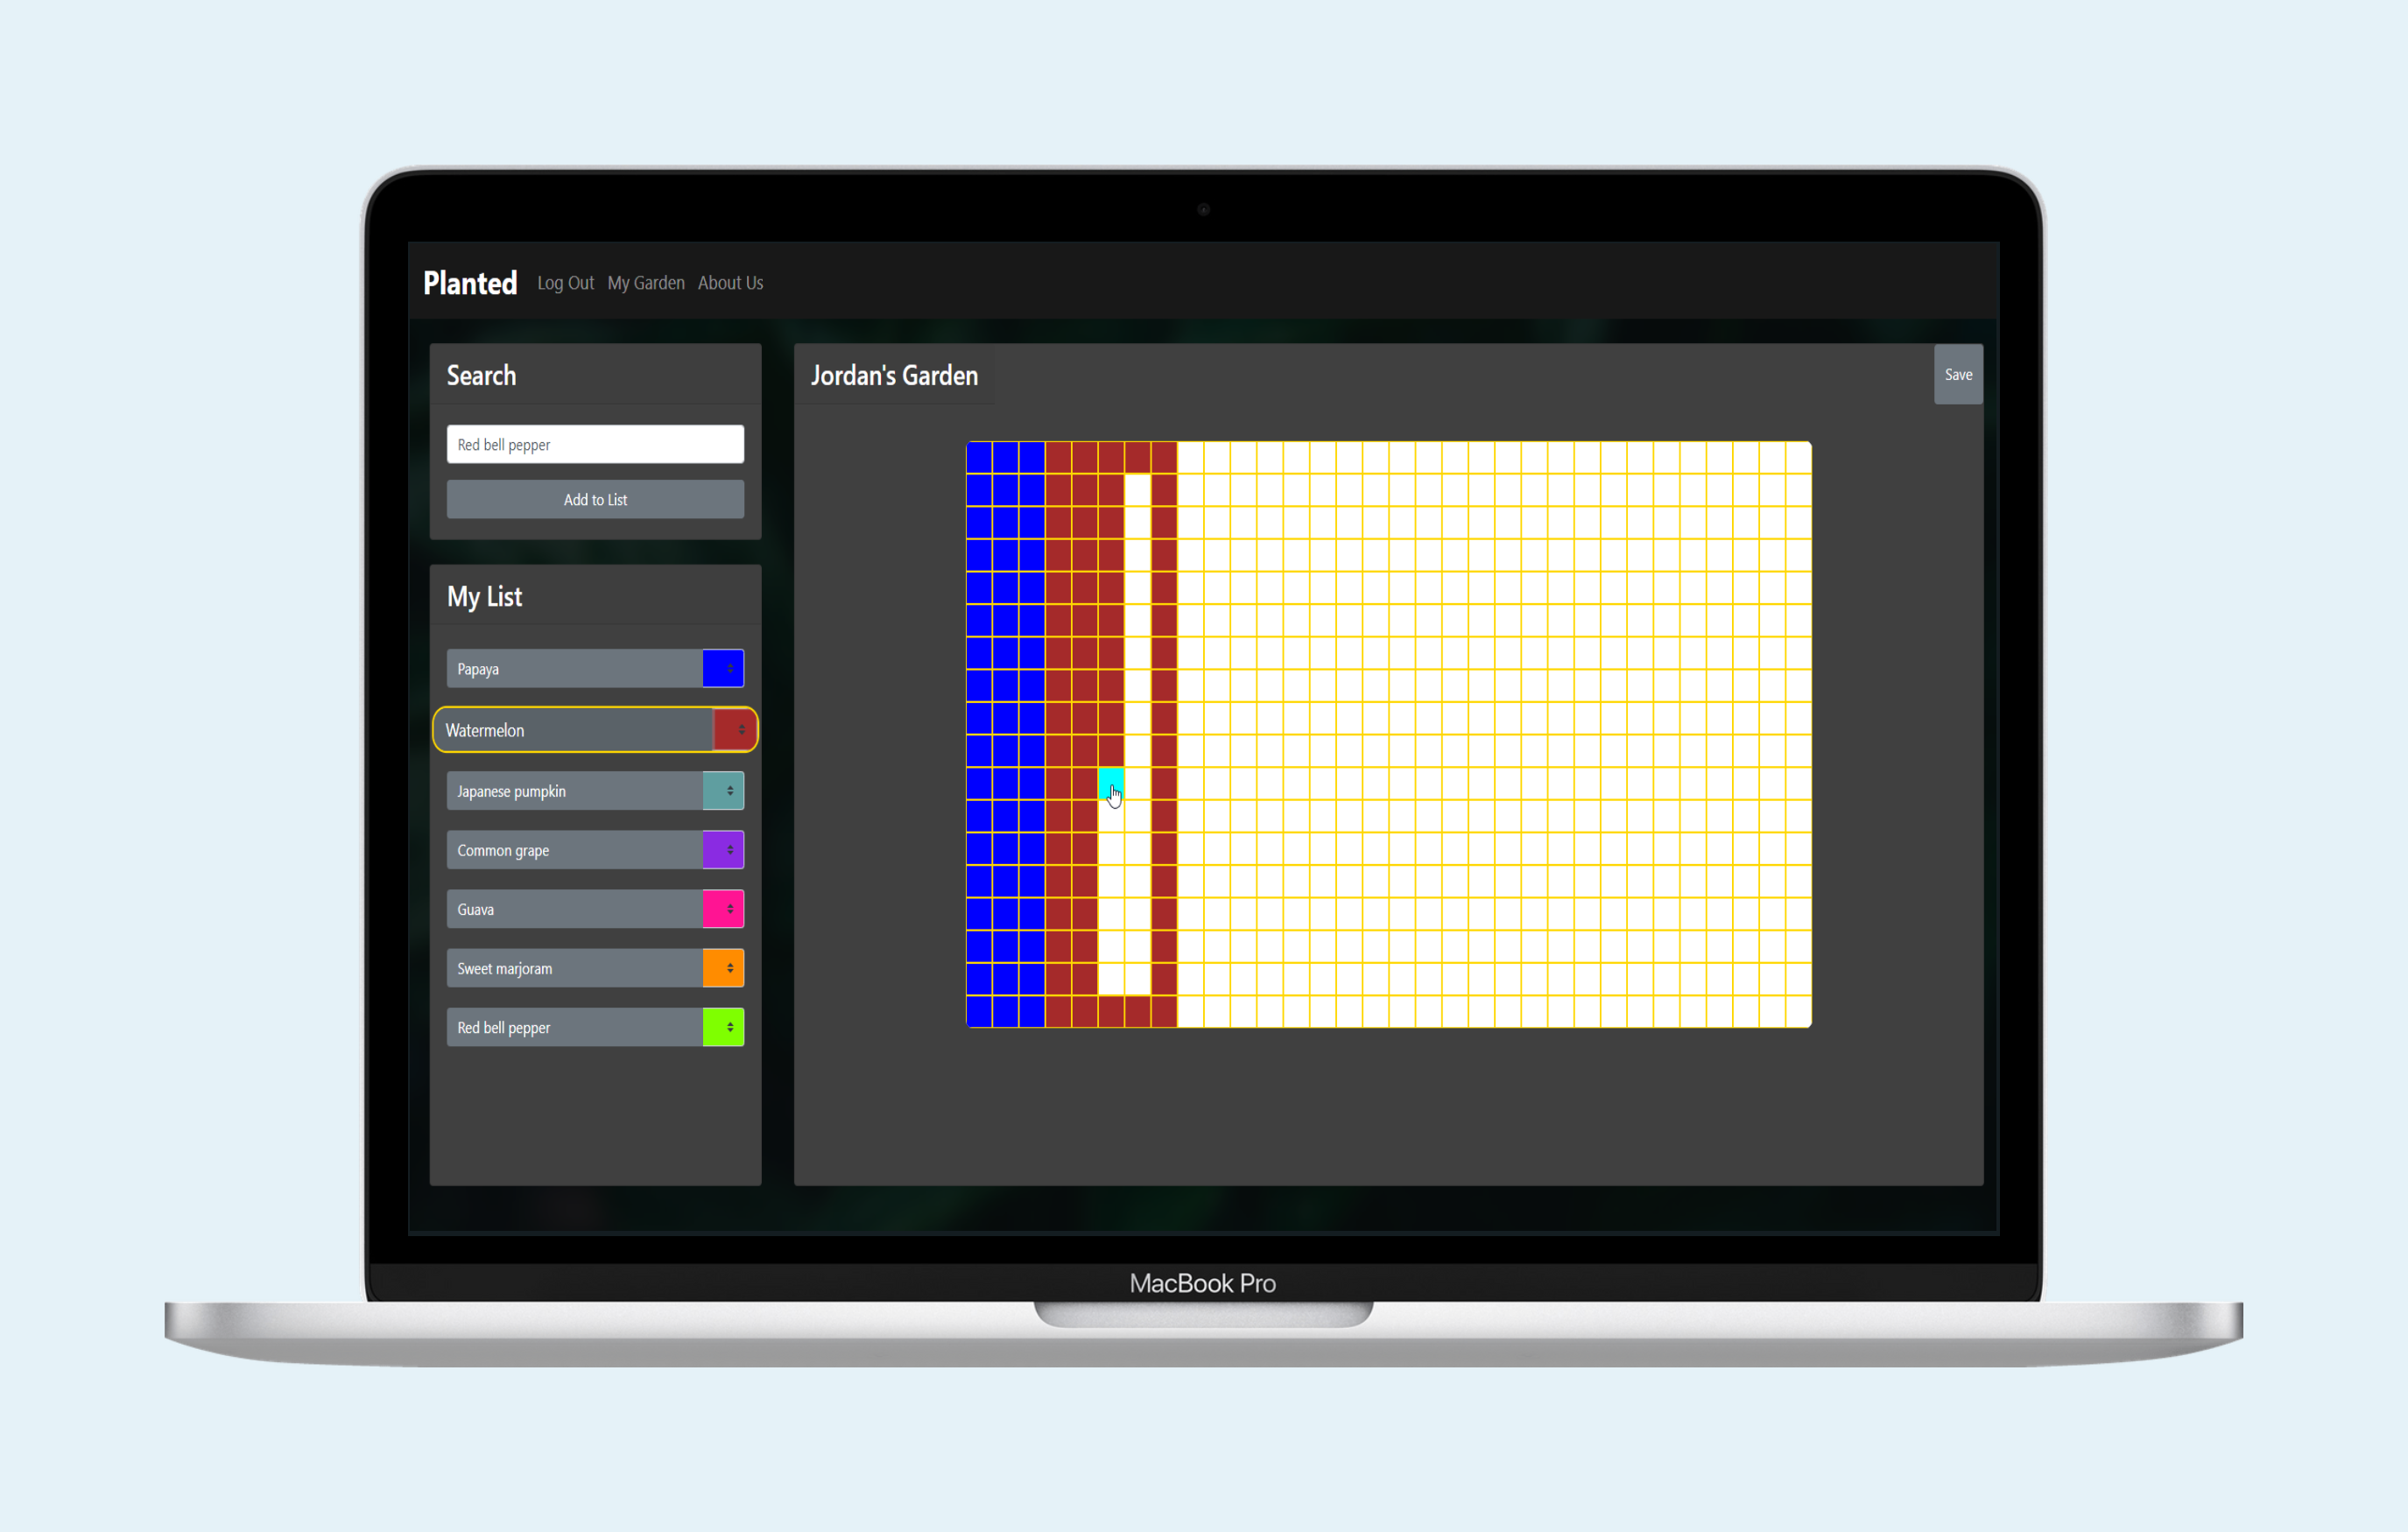 Planted Log Out My Garden About Us
Search
Red bell pepper
Add to List
My List
Papaya
Watermelon
Japanese pumpkin
Common grape
Guava
Sweet marjoram
Red bell pepper
Jordan's Garden
Save
MacBook Pro